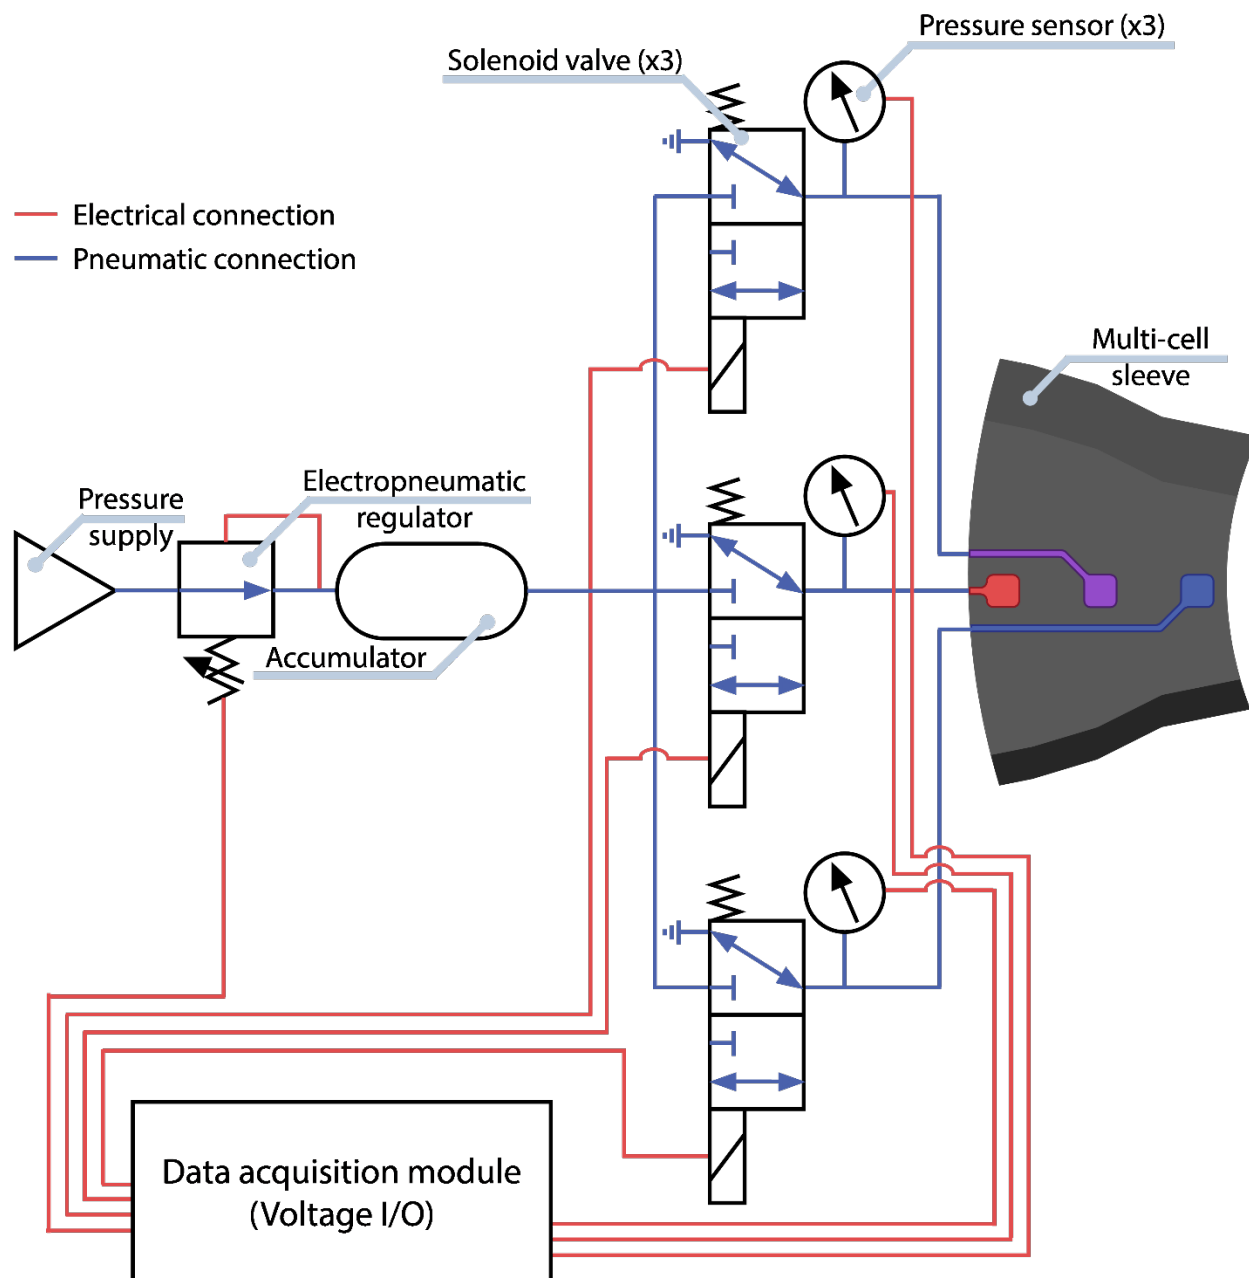 Pressure sensor (x3)
Solenoid valve (x3)
Electrical connection
Pneumatic connection
Multi-cell
sleeve
Electropneumatic
regulator
Pressure
supply
Accumulator
Data acquisition module
(Voltage I/O)